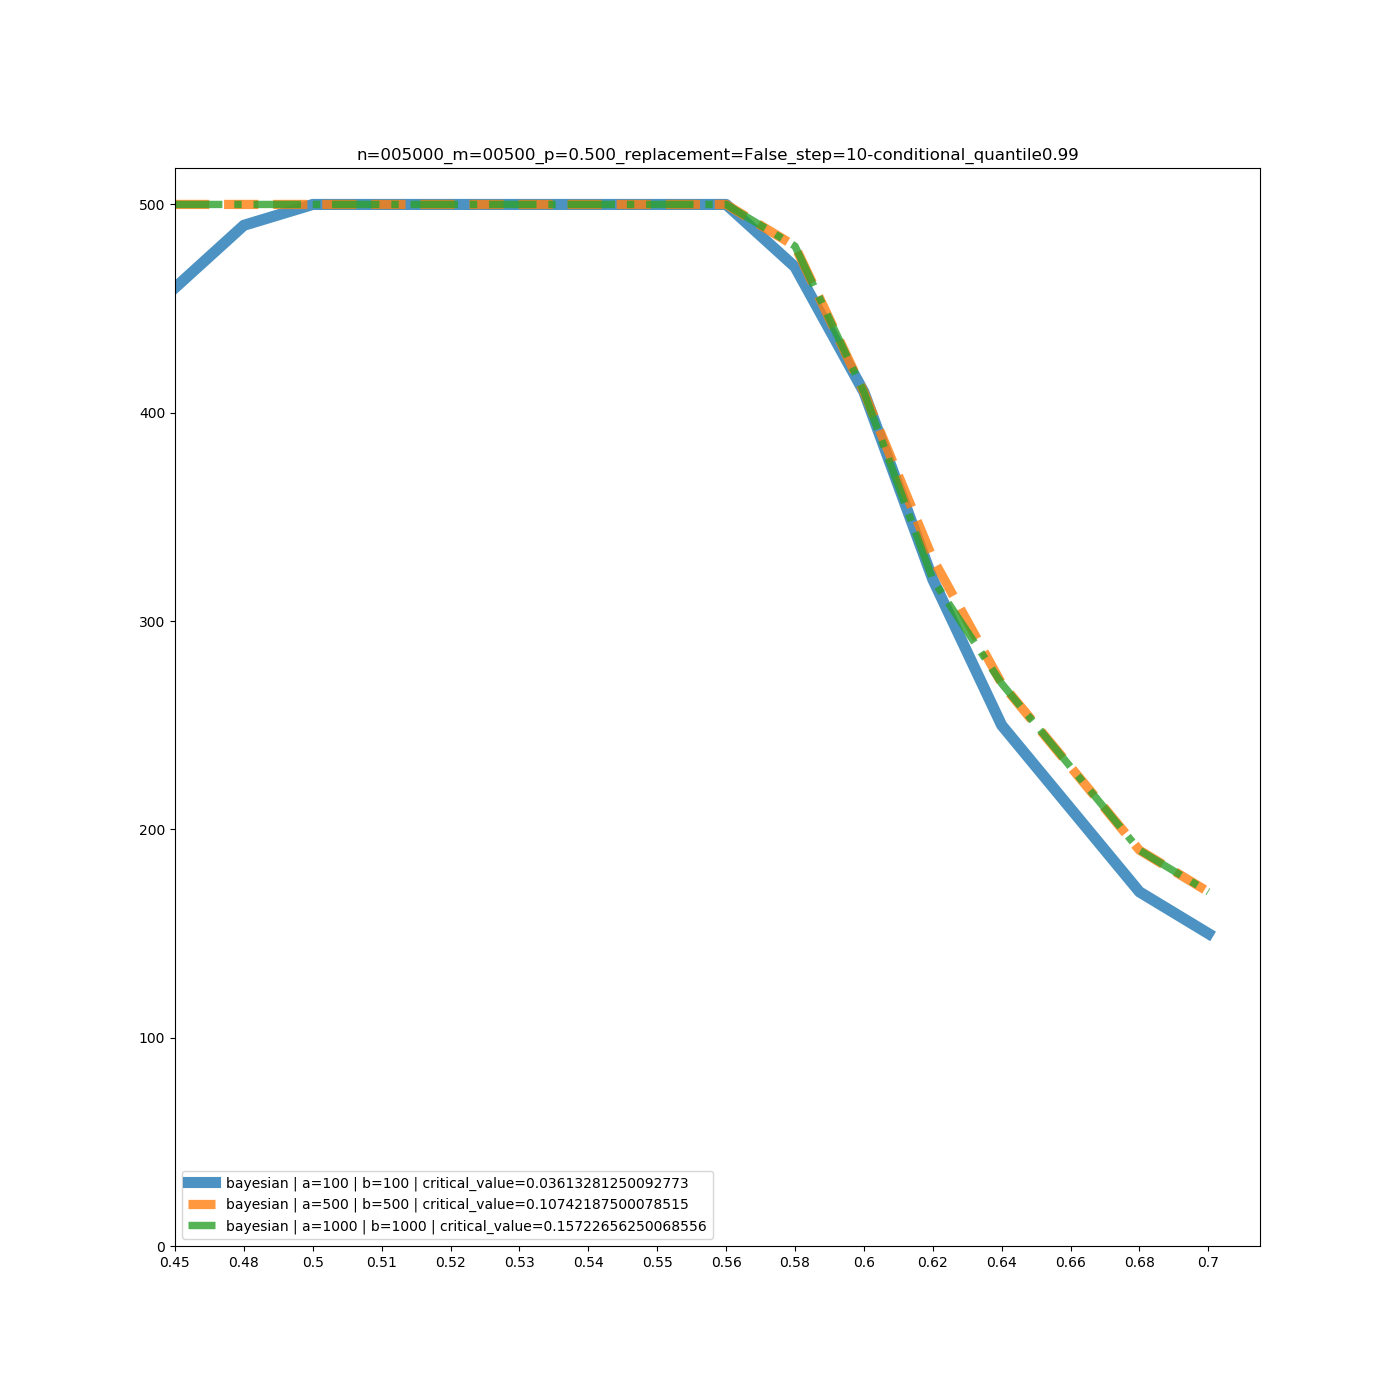 n=005000_m=00500_p=0.500_replacement=False_step=10-conditional_quantile0.99
500
400
300
200
100
0
bayesian | a=100 | b=100 | critical_value=0.03613281250092773
bayesian | a=500 | b=500 | critical_value=0.10742187500078515
bayesian | a=1000 | b=1000 | critical_value=0.15722656250068556
0.45 0.48 0.5 0.51 0.52 0.53 0.54 0.55 0.56 0.58 0.6 0.62 0.64 0.66 0.68 0.7